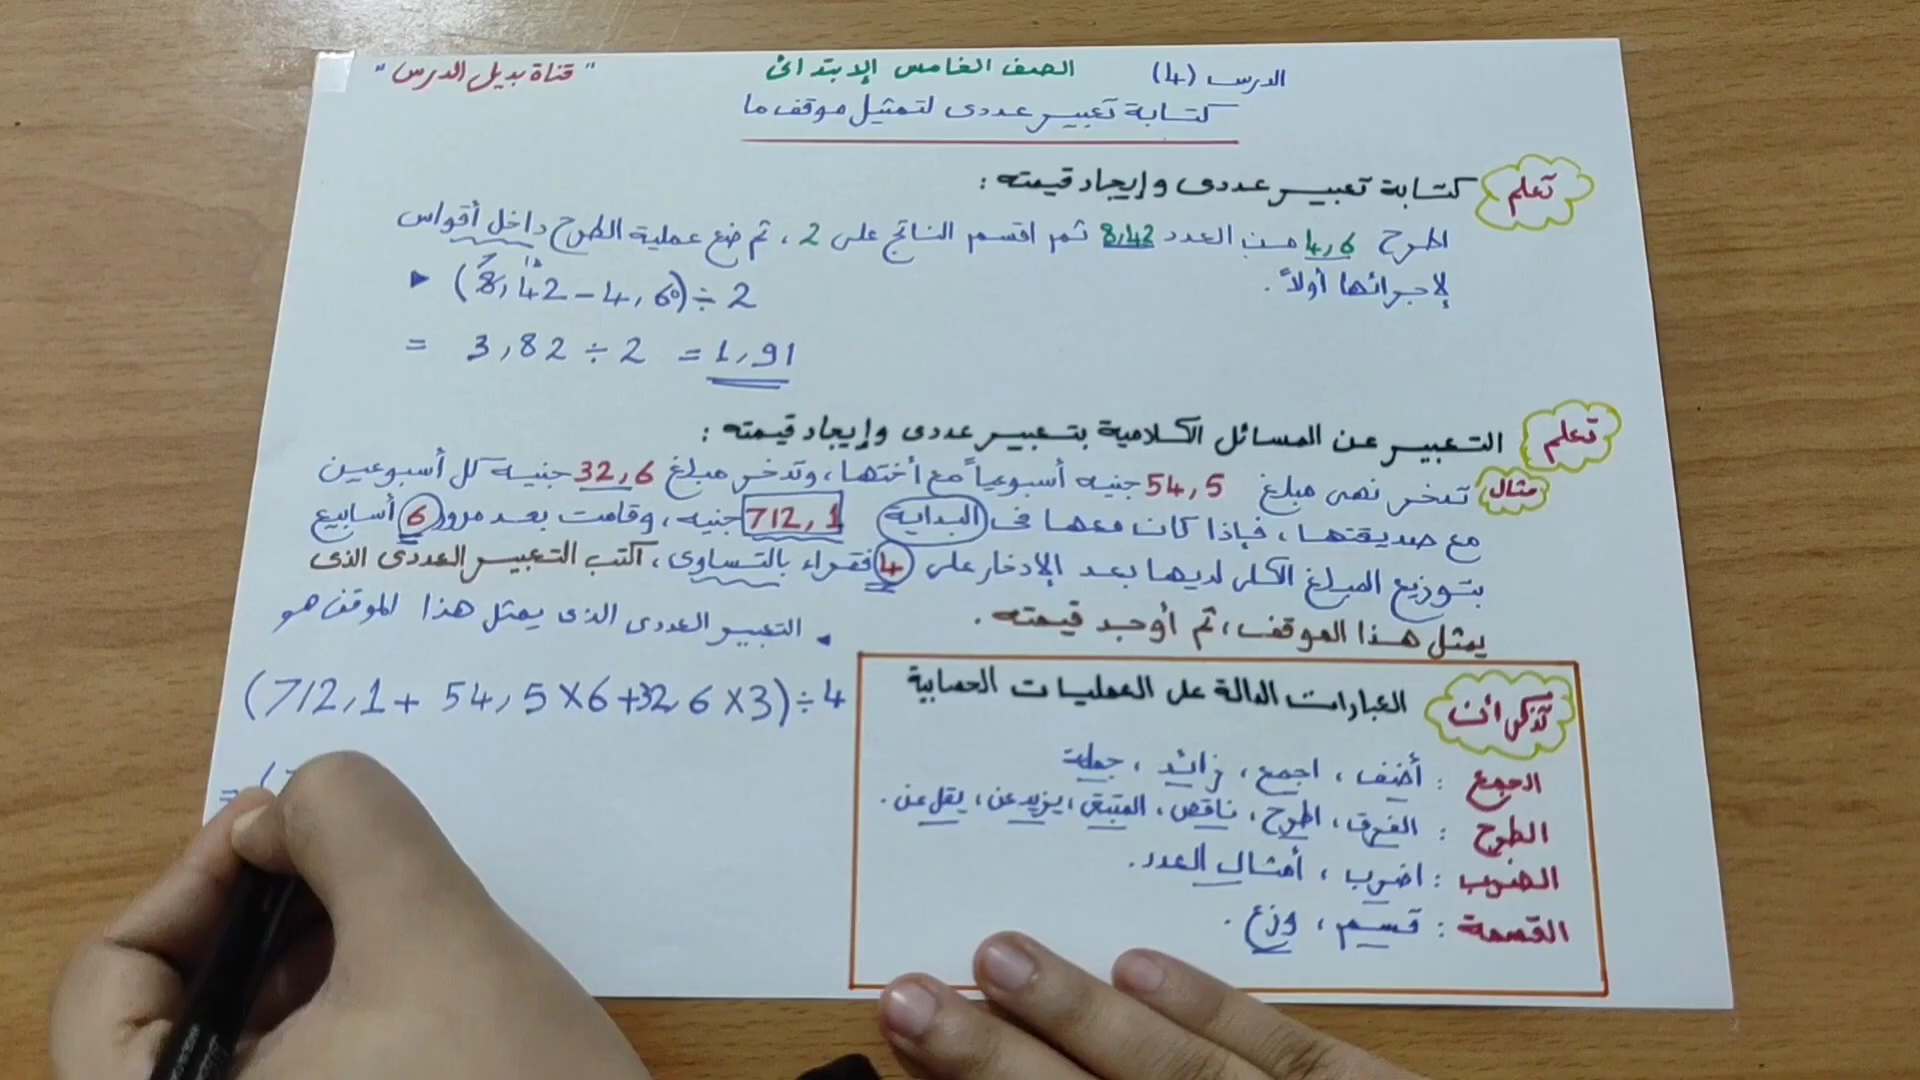 الدرس (4) الصف الخامس الابتدائى "قناة بديل الدرس"
كتابة تعبير عددى لتمثيل موقف ما
تعلم كتابة تعبير عددى وإيجاد قيمته :
اطرح 4,6 من العدد 8,42 ثم اقسم الناتج على 2 ، ثم ضع عملية الطرح داخل أقواس
لإجرائها أولاً .
(8,42 - 4,60) ÷ 2
= 3,82 ÷ 2 = 1,91
تعلم التعبير عن المسائل الكلامية بتعبير عددى وإيجاد قيمته :
مثال تدخر نهى مبلغ 54,5 جنيه أسبوعياً مع أختها ، وتدخر مبلغ 32,6 جنيه كل أسبوعين
مع صديقتها ، فإذا كان معها فى البداية 712,1 جنيه ، وقامت بعد مرور 6 أسابيع
بتوزيع المبلغ الكلى لديها بعد الإدخار على 4 فقراء بالتساوى ، اكتب التعبير العددى الذى
يمثل هذا الموقف ، ثم أوجد قيمته .
التعبير العددى الذى يمثل هذا الموقف هو
(712,1 + 54,5 × 6 + 32,6 × 3) ÷ 4
= (
تذكر أن العبارات الدالة على العمليات الحسابية
الجمع : أضف ، اجمع ، زائد ، جملة
الطرح : الفرق ، اطرح ، ناقص ، المتبقى ، يزيد عن ، يقل عن .
الضرب : اضرب ، أمثال العدد .
القسمة : قسم ، وزع .